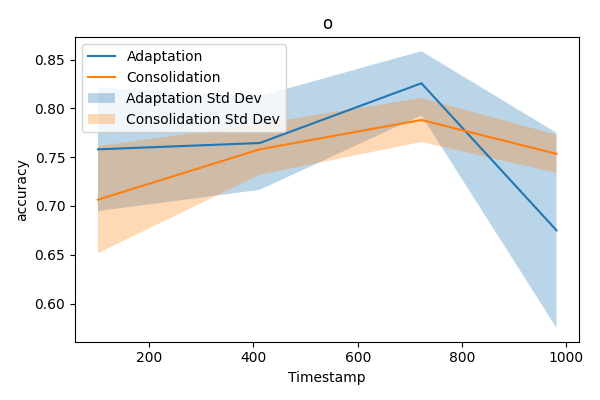 o
Adaptation
Consolidation
Adaptation Std Dev
Consolidation Std Dev
accuracy
0.85
0.80
0.75
0.70
0.65
0.60
200 400 600 800 1000
Timestamp